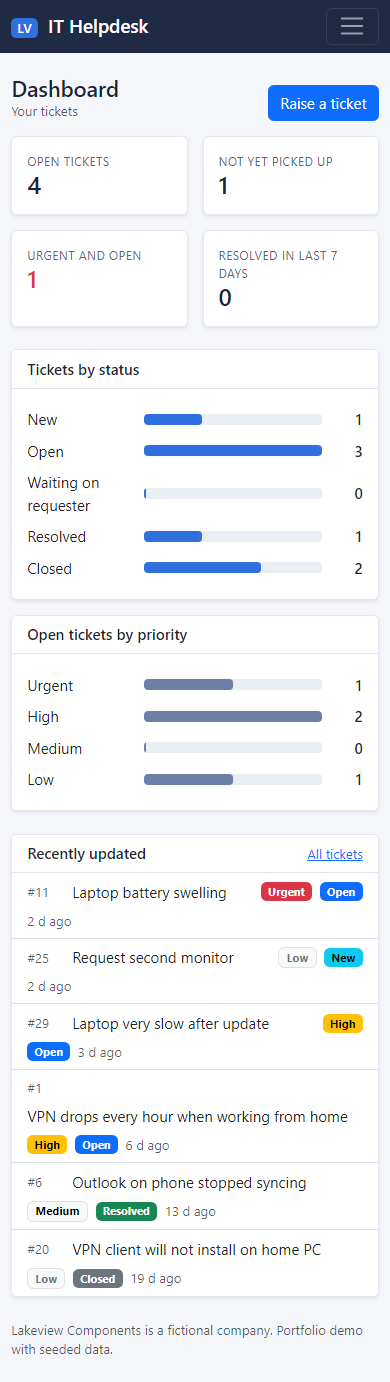 LV IT Helpdesk
Dashboard
Your tickets
Raise a ticket
OPEN TICKETS
4
NOT YET PICKED UP
1
URGENT AND OPEN
1
RESOLVED IN LAST 7
DAYS
0
Tickets by status
New 1
Open 3
Waiting on
requester 0
Resolved 1
Closed 2
Open tickets by priority
Urgent 1
High 2
Medium 0
Low 1
Recently updated All tickets
#11 Laptop battery swelling Urgent Open
2 d ago
#25 Request second monitor Low New
2 d ago
#29 Laptop very slow after update High
Open 3 d ago
#1
VPN drops every hour when working from home
High Open 6 d ago
#6 Outlook on phone stopped syncing
Medium Resolved 13 d ago
#20 VPN client will not install on home PC
Low Closed 19 d ago
Lakeview Components is a fictional company. Portfolio demo
with seeded data.